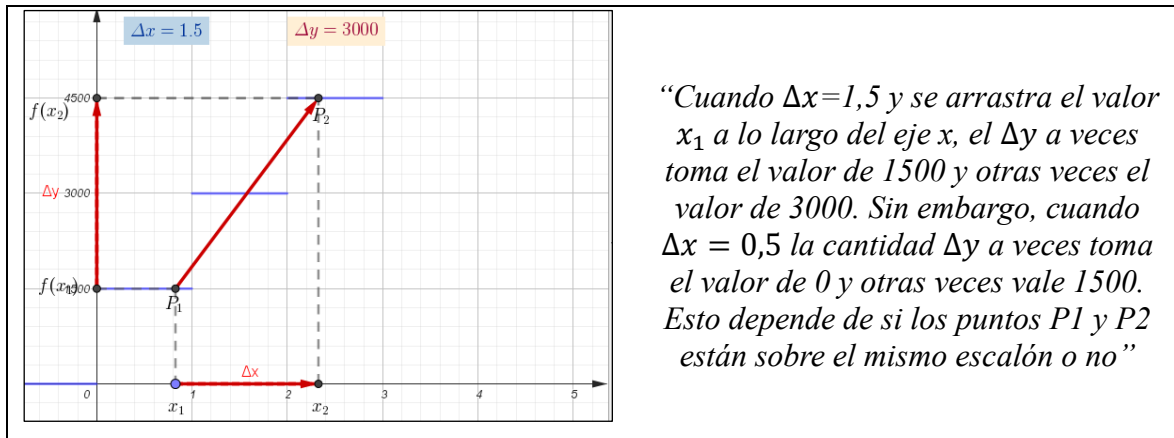 Δx = 1.5
Δy = 3000
4500
f(x₂)
P₂
Δy
3000
f(x₁)
P₁
Δx
0
1
2
3
4
5
x₁
x₂
“Cuando Δx=1,5 y se arrastra el valor
x₁ a lo largo del eje x, el Δy a veces
toma el valor de 1500 y otras veces el
valor de 3000. Sin embargo, cuando
Δx = 0,5 la cantidad Δy a veces toma
el valor de 0 y otras veces vale 1500.
Esto depende de si los puntos P1 y P2
están sobre el mismo escalón o no”